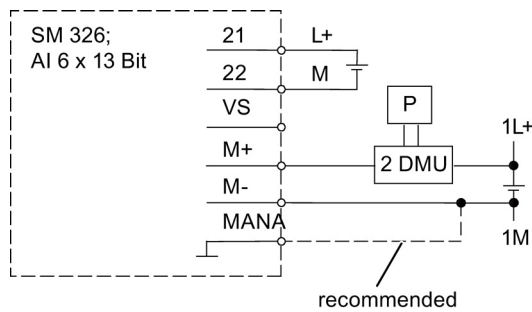 SM 326;
AI 6 x 13 Bit
21 L+
22 M
VS
P
1L+
M+ 2 DMU
M-
MANA
1M
recommended